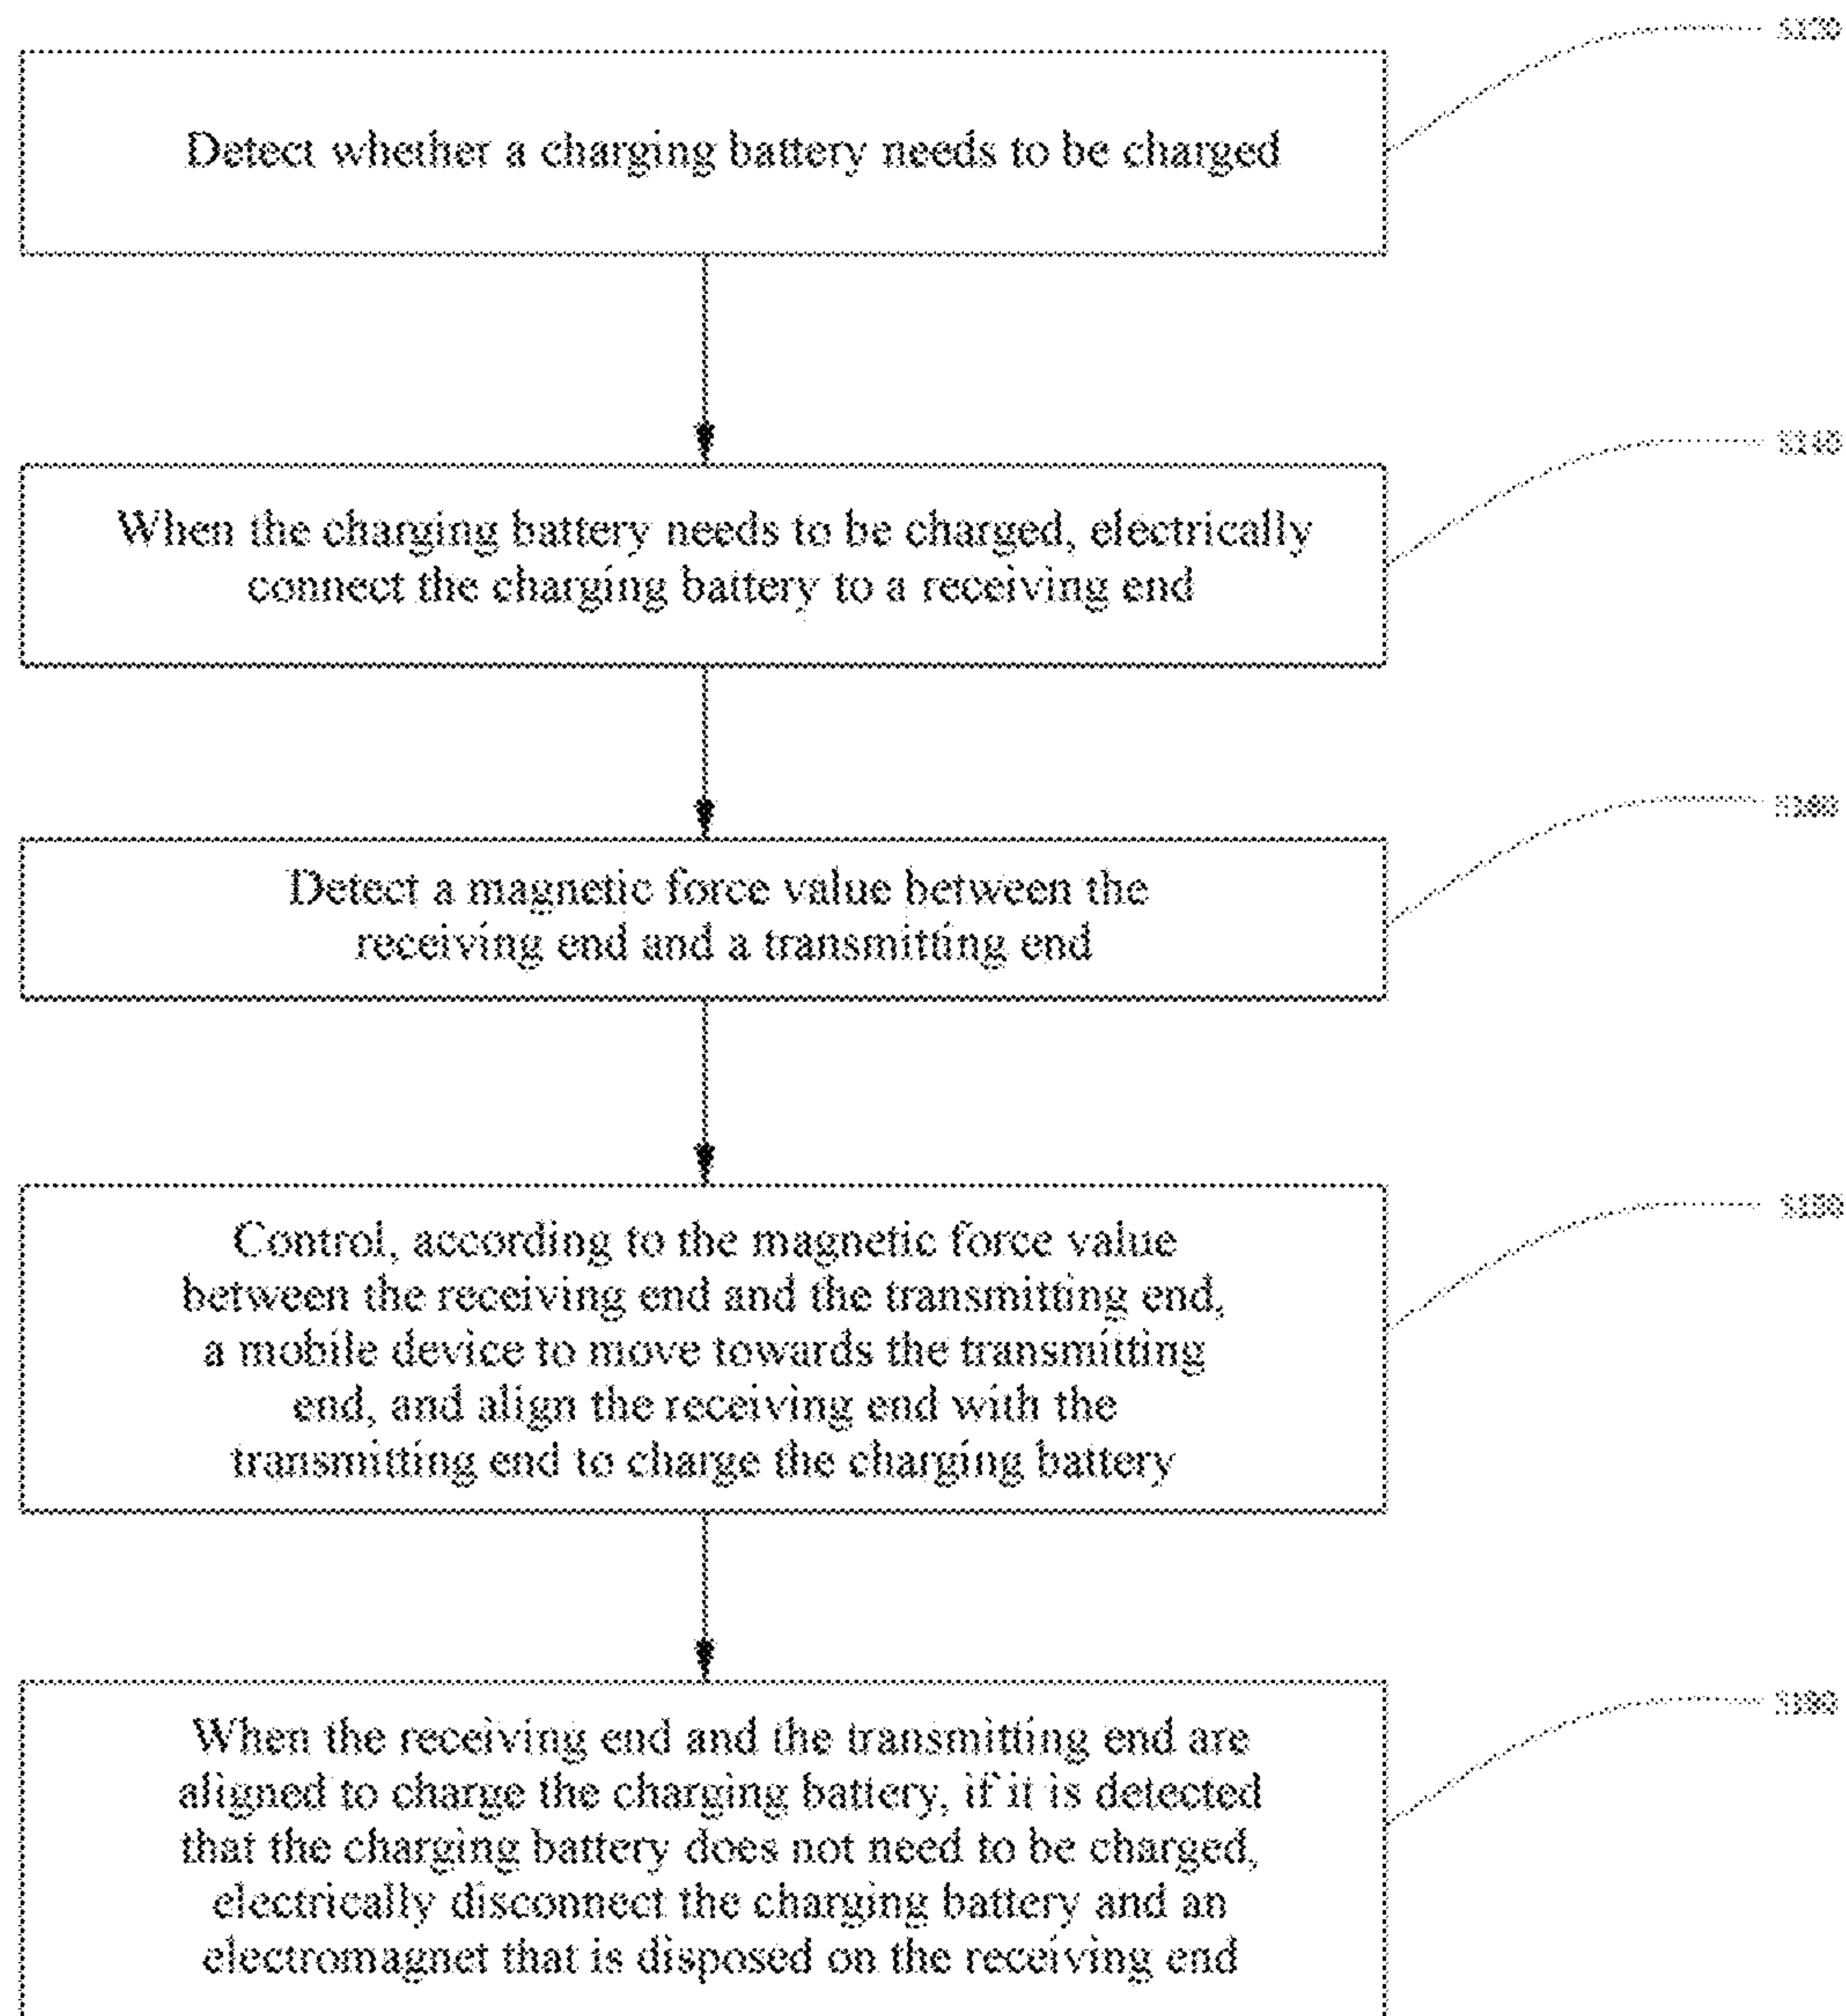 Detect whether a charging battery needs to be charged
When the charging battery needs to be charged, electrically
connect the charging battery to a receiving end
S140
Detect a magnetic force value between the
receiving end and a transmitting end
Control, according to the magnetic force value
between the receiving end and the transmitting end,
a mobile device to move towards the transmitting
end, and align the receiving end with the
transmitting end to charge the charging battery
When the receiving end and the transmitting end are
aligned to charge the charging battery, if it is detected
that the charging battery does not need to be charged,
electrically disconnect the charging battery and an
electromagnet that is disposed on the receiving end